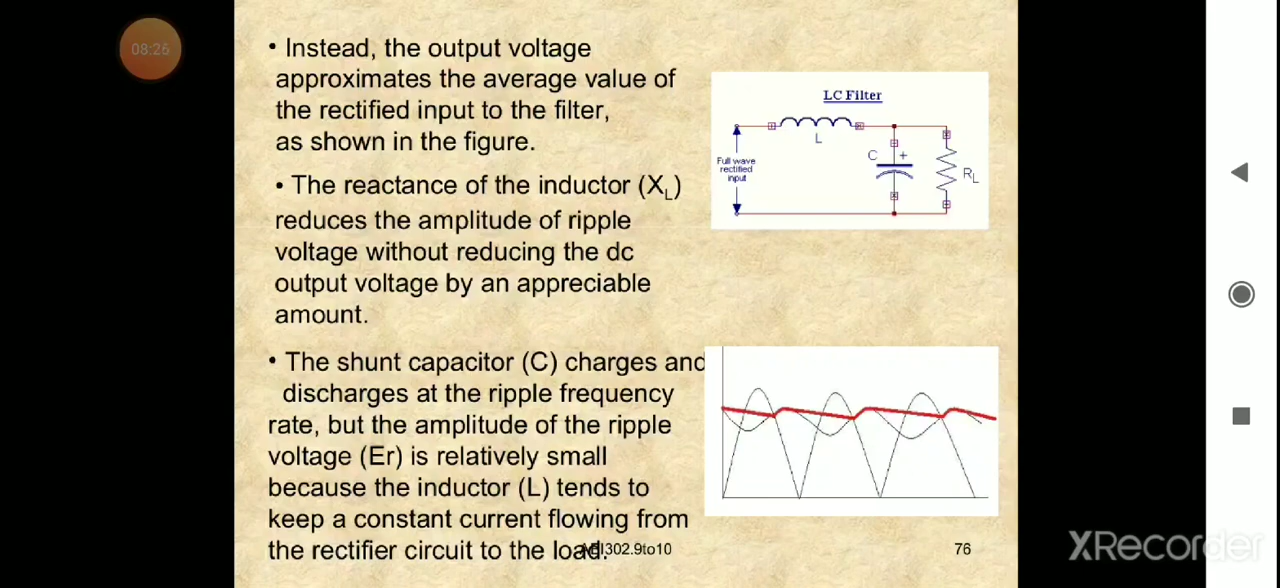 08:26
• Instead, the output voltage
approximates the average value of
the rectified input to the filter,
as shown in the figure.
• The reactance of the inductor (XL)
reduces the amplitude of ripple
voltage without reducing the dc
output voltage by an appreciable
amount.
• The shunt capacitor (C) charges and
discharges at the ripple frequency
rate, but the amplitude of the ripple
voltage (Er) is relatively small
because the inductor (L) tends to
keep a constant current flowing from
the rectifier circuit to the load.
LC Filter
L
C
+
Full wave
rectified
input
RL
76
XRecorder